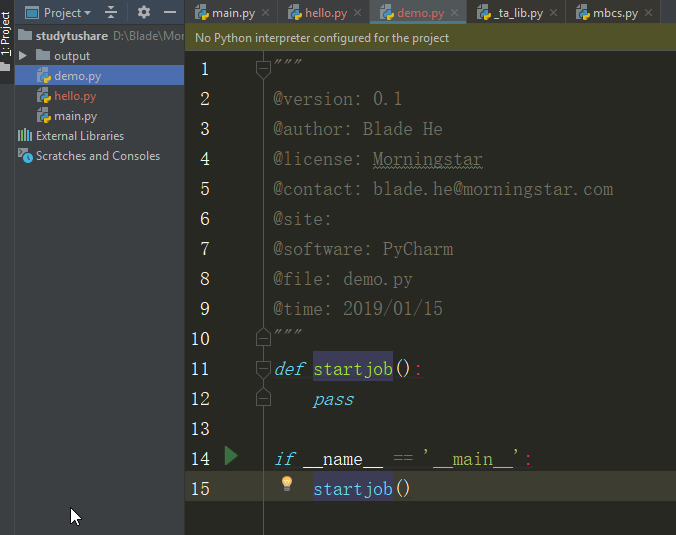 1: Project
Project
studytushare D:\Blade\Mor
output
demo.py
hello.py
main.py
External Libraries
Scratches and Consoles
main.py hello.py demo.py _ta_lib.py mbcs.py
No Python interpreter configured for the project
1 """
2 @version: 0.1
3 @author: Blade He
4 @license: Morningstar
5 @contact: blade.he@morningstar.com
6 @site:
7 @software: PyCharm
8 @file: demo.py
9 @time: 2019/01/15
10 """
11 def startjob():
12     pass
13
14 if __name__ == '__main__':
15     startjob()